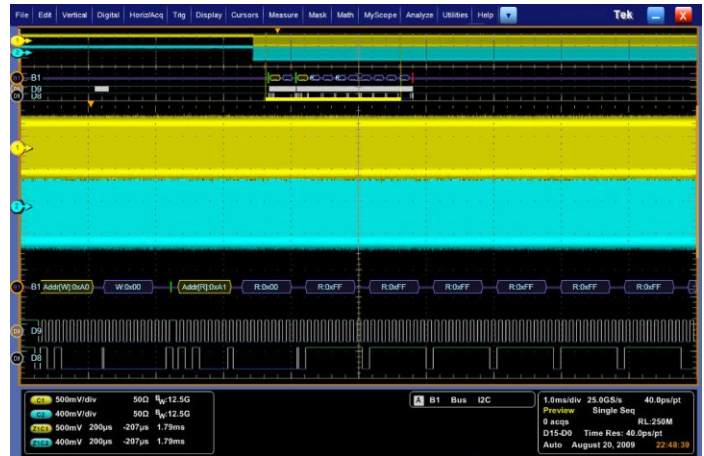 File Edit Vertical Digital Horiz/Acq Trig Display Cursors Measure Mask Math MyScope Analyze Utilities Help Tek X
1
2
B1
D9
D8
1
2
B1 Addr[W]:0xA0 W:0x00 Addr[R]:0xA1 R:0x00 R:0xFF R:0xFF R:0xFF R:0xFF R:0xFF R:0xFF
D9
D8
C1 500mV/div 50Ω BW:12.5G
C2 400mV/div 50Ω BW:12.5G
Z1C1 500mV 200µs -207µs 1.79ms
Z1C2 400mV 200µs -207µs 1.79ms
A B1 Bus I2C
1.0ms/div 25.0GS/s 40.0ps/pt
Preview Single Seq
0 acqs RL:250M
D15-D0 Time Res: 40.0ps/pt
Auto August 20, 2009 22:48:39